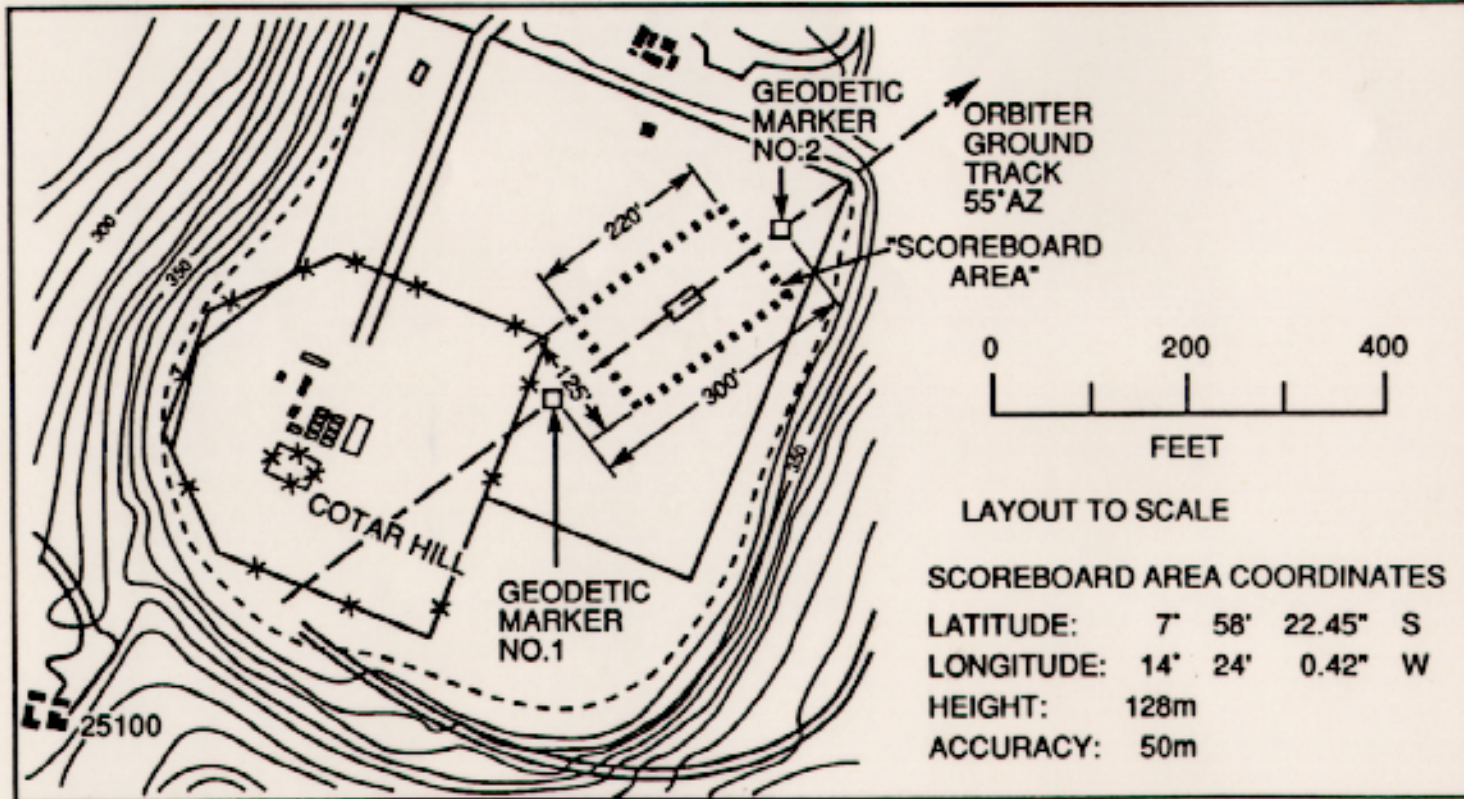 GEODETIC
MARKER
NO.2
ORBITER
GROUND
TRACK
55°AZ
"SCOREBOARD
AREA"
220'
125'
300'
300
350
350
COTAR HILL
GEODETIC
MARKER
NO.1
25100
0 200 400
FEET
LAYOUT TO SCALE
SCOREBOARD AREA COORDINATES
LATITUDE: 7° 58' 22.45" S
LONGITUDE: 14° 24' 0.42" W
HEIGHT: 128m
ACCURACY: 50m